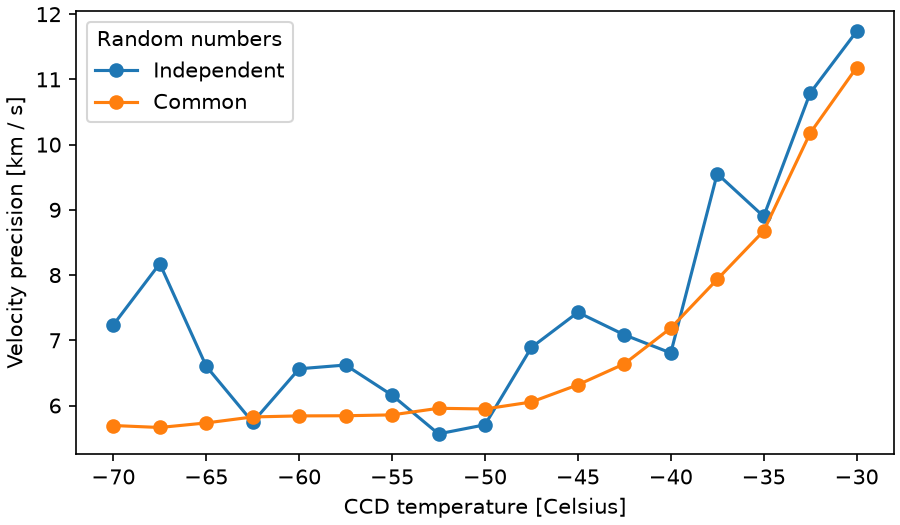 12
11
10
9
8
7
6
Velocity precision [km / s]
Random numbers
Independent
Common
−70 −65 −60 −55 −50 −45 −40 −35 −30
CCD temperature [Celsius]